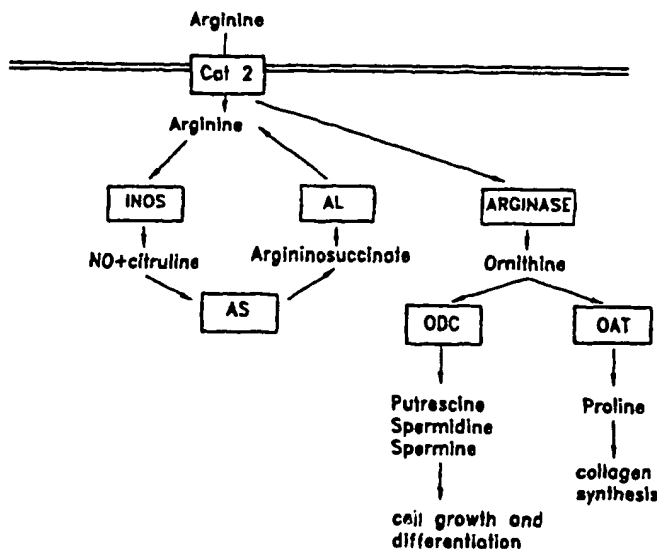 Arginine
Cat 2
Arginine
INOS
AL
ARGINASE
NO+citruline
Argininosuccinate
Ornithine
AS
ODC
OAT
Putrescine
Spermidine
Spermine
Proline
collagen
synthesis
cell growth and
differentiation